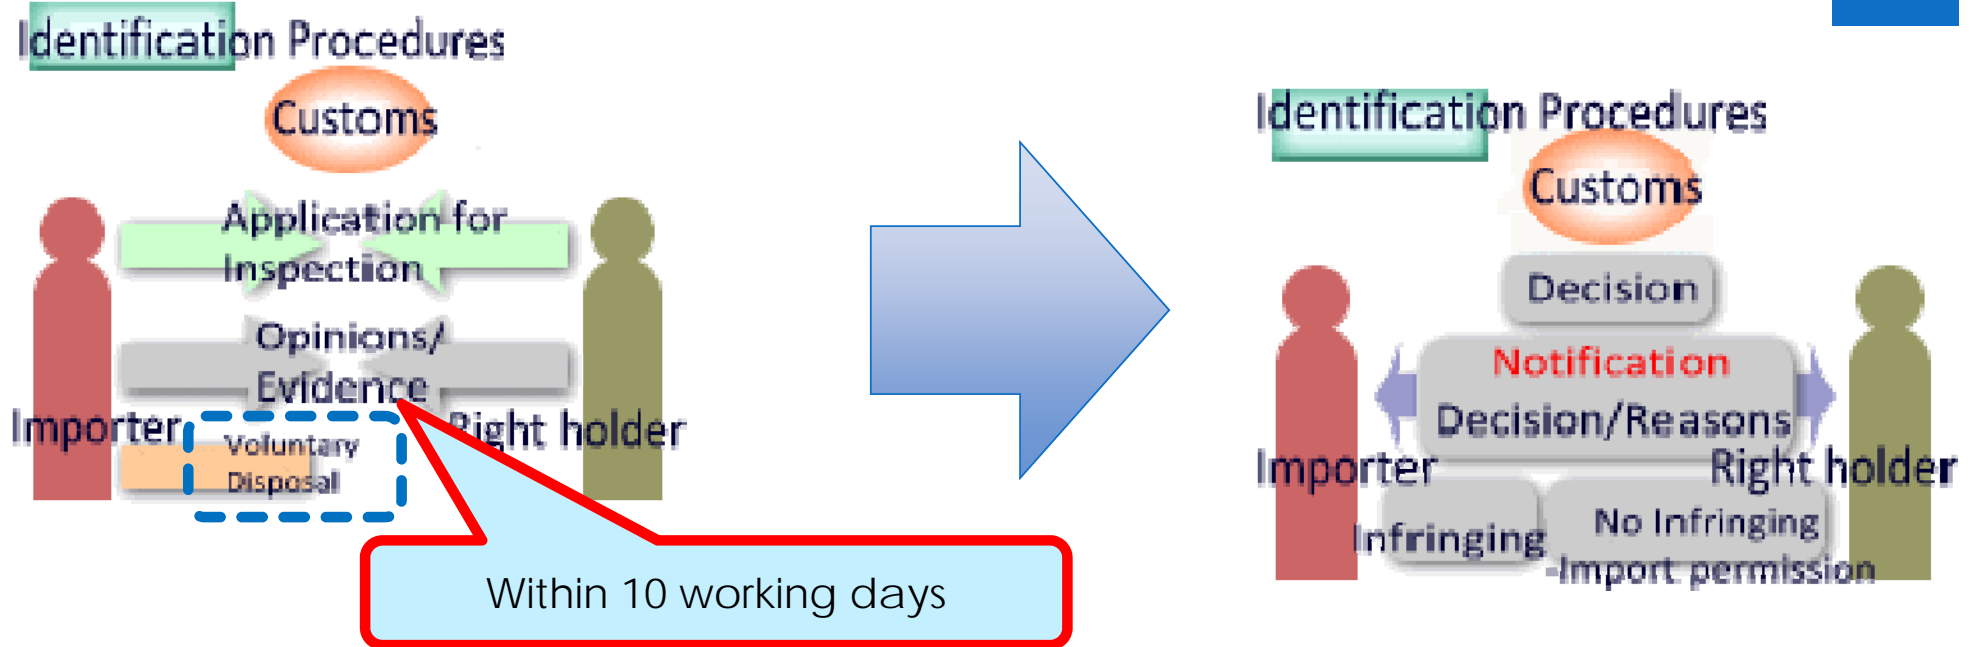 Identification Procedures
Customs
Application for
Inspection
Opinions/
Evidence
Importer
Right holder
Voluntary
Disposal
Within 10 working days
Identification Procedures
Customs
Decision
Notification
Decision/Reasons
Importer
Right holder
Infringing
No Infringing
-Import permission